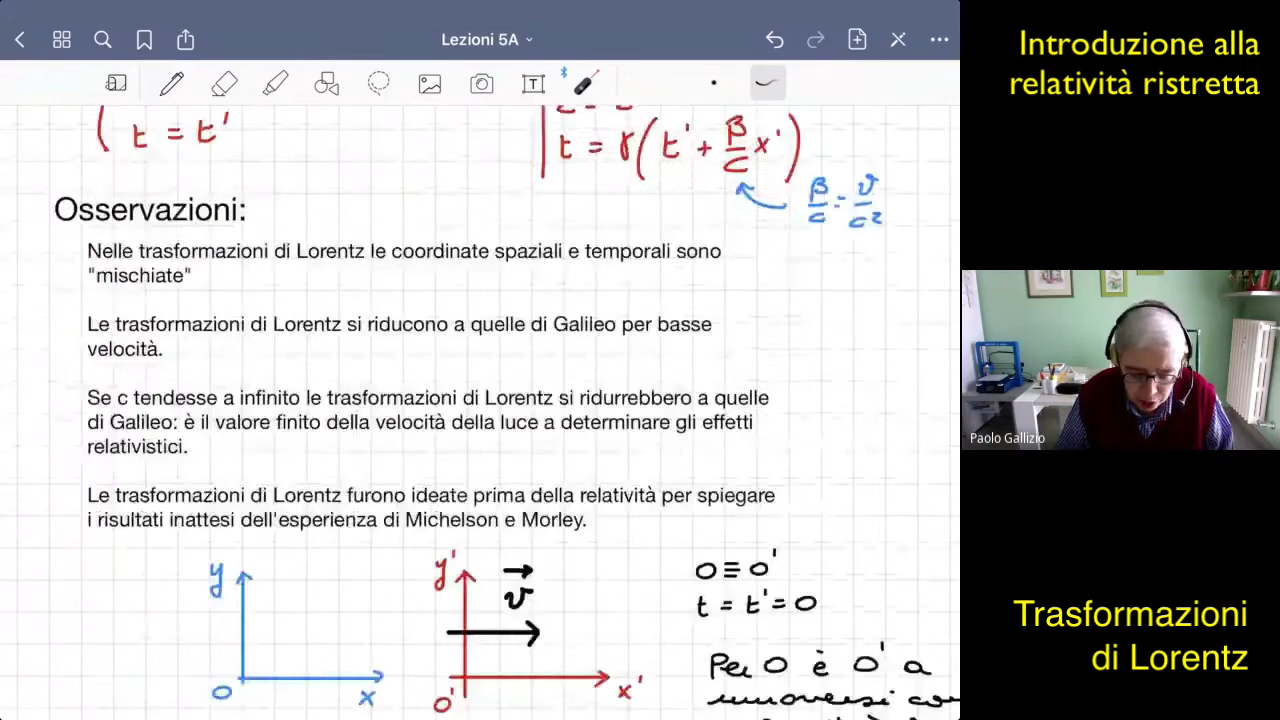 Lezioni 5A
Introduzione alla
relatività ristretta
t = t'
t = γ(t' + β/c x')
β/c = v/c²
Osservazioni:
Nelle trasformazioni di Lorentz le coordinate spaziali e temporali sono
"mischiate"
Le trasformazioni di Lorentz si riducono a quelle di Galileo per basse
velocità.
Se c tendesse a infinito le trasformazioni di Lorentz si ridurrebbero a quelle
di Galileo: è il valore finito della velocità della luce a determinare gli effetti
relativistici.
Le trasformazioni di Lorentz furono ideate prima della relatività per spiegare
i risultati inattesi dell'esperienza di Michelson e Morley.
Paolo Gallizio
y
O
x
y'
v
O'
x'
O ≡ O'
t = t' = 0
Per O è O' a
muoversi con
Trasformazioni
di Lorentz
T